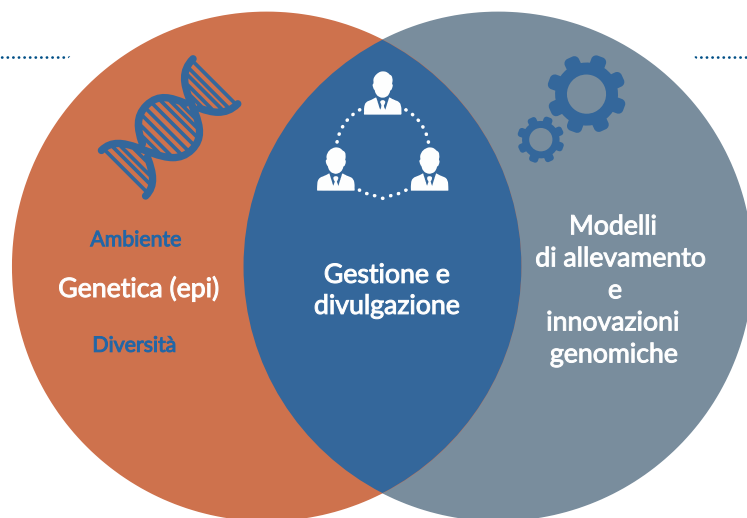 Ambiente
Genetica (epi)
Diversità
Gestione e
divulgazione
Modelli
di allevamento
e
innovazioni
genomiche